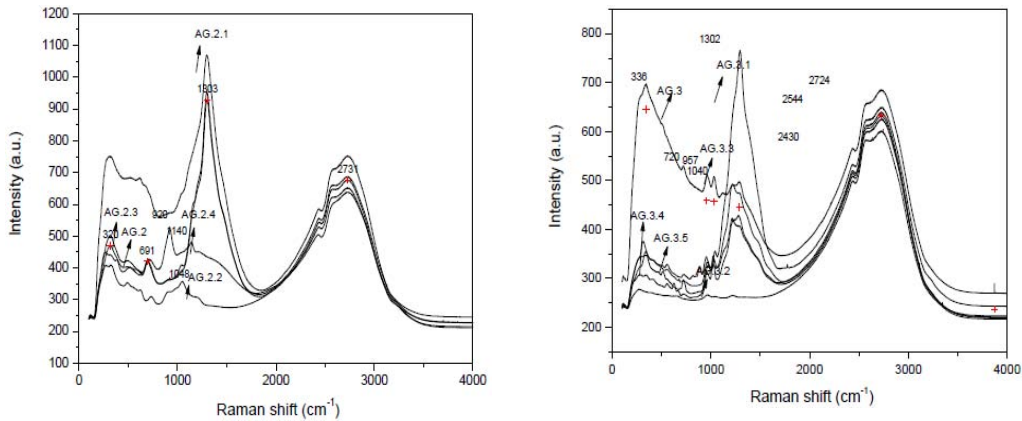 1200
1100
1000
900
800
700
600
500
400
300
200
100
Intensity (a.u.)
AG.2.1
1303
2731
AG.2.3
320
AG.2
920
AG.2.4
1140
691
1048
AG.2.2
0
1000
2000
3000
4000
Raman shift (cm⁻¹)
800
700
600
500
400
300
200
Intensity (a.u.)
1302
336
AG.3
AG.3.1
2724
2544
2430
720
957
1040
AG.3.3
AG.3.4
AG.3.5
AG.3.2
0
1000
2000
3000
4000
Raman shift (cm⁻¹)